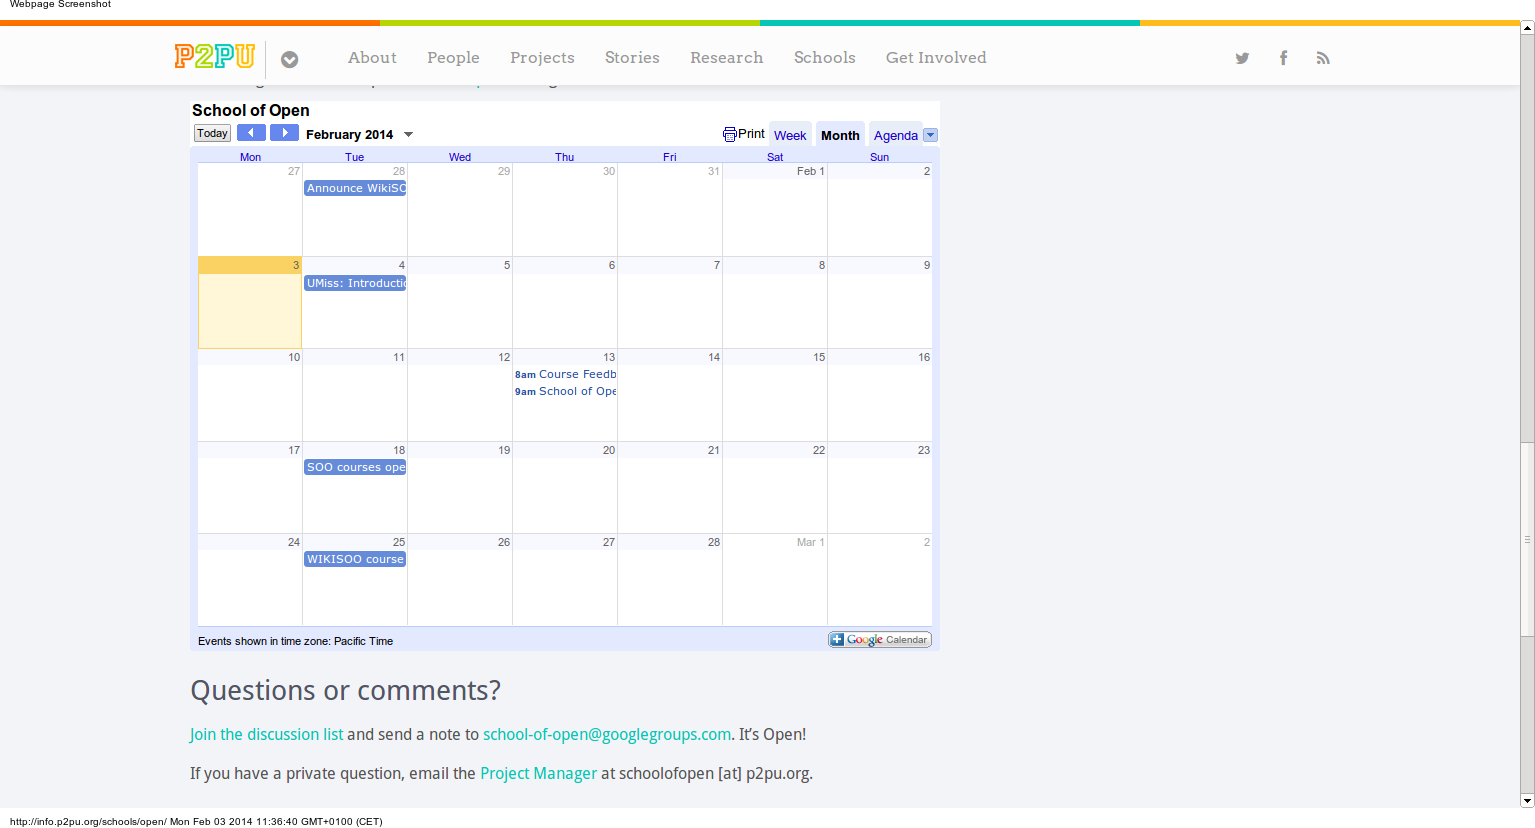 Webpage Screenshot
P2PU About People Projects Stories Research Schools Get Involved
School of Open
Today February 2014 Print Week Month Agenda
Mon Tue Wed Thu Fri Sat Sun
27 28 29 30 31 Feb 1 2
Announce WikiSO
3 4 5 6 7 8 9
UMiss: Introductio
10 11 12 13 14 15 16
8am Course Feedb
9am School of Ope
17 18 19 20 21 22 23
SOO courses ope
24 25 26 27 28 Mar 1 2
WIKISOO course
Events shown in time zone: Pacific Time Google Calendar
Questions or comments?
Join the discussion list and send a note to school-of-open@googlegroups.com. It’s Open!
If you have a private question, email the Project Manager at schoolofopen [at] p2pu.org.
http://info.p2pu.org/schools/open/ Mon Feb 03 2014 11:36:40 GMT+0100 (CET)